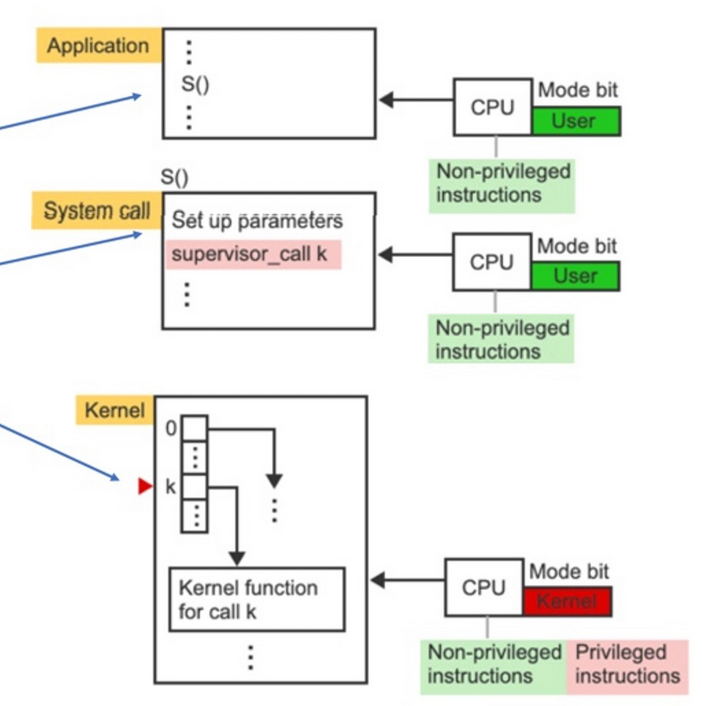 Application
S()
CPU
Mode bit
User
Non-privileged
instructions
S()
System call
Set up parameters
supervisor_call k
CPU
Mode bit
User
Non-privileged
instructions
Kernel
0
k
Kernel function
for call k
CPU
Mode bit
Kernel
Non-privileged
instructions
Privileged
instructions